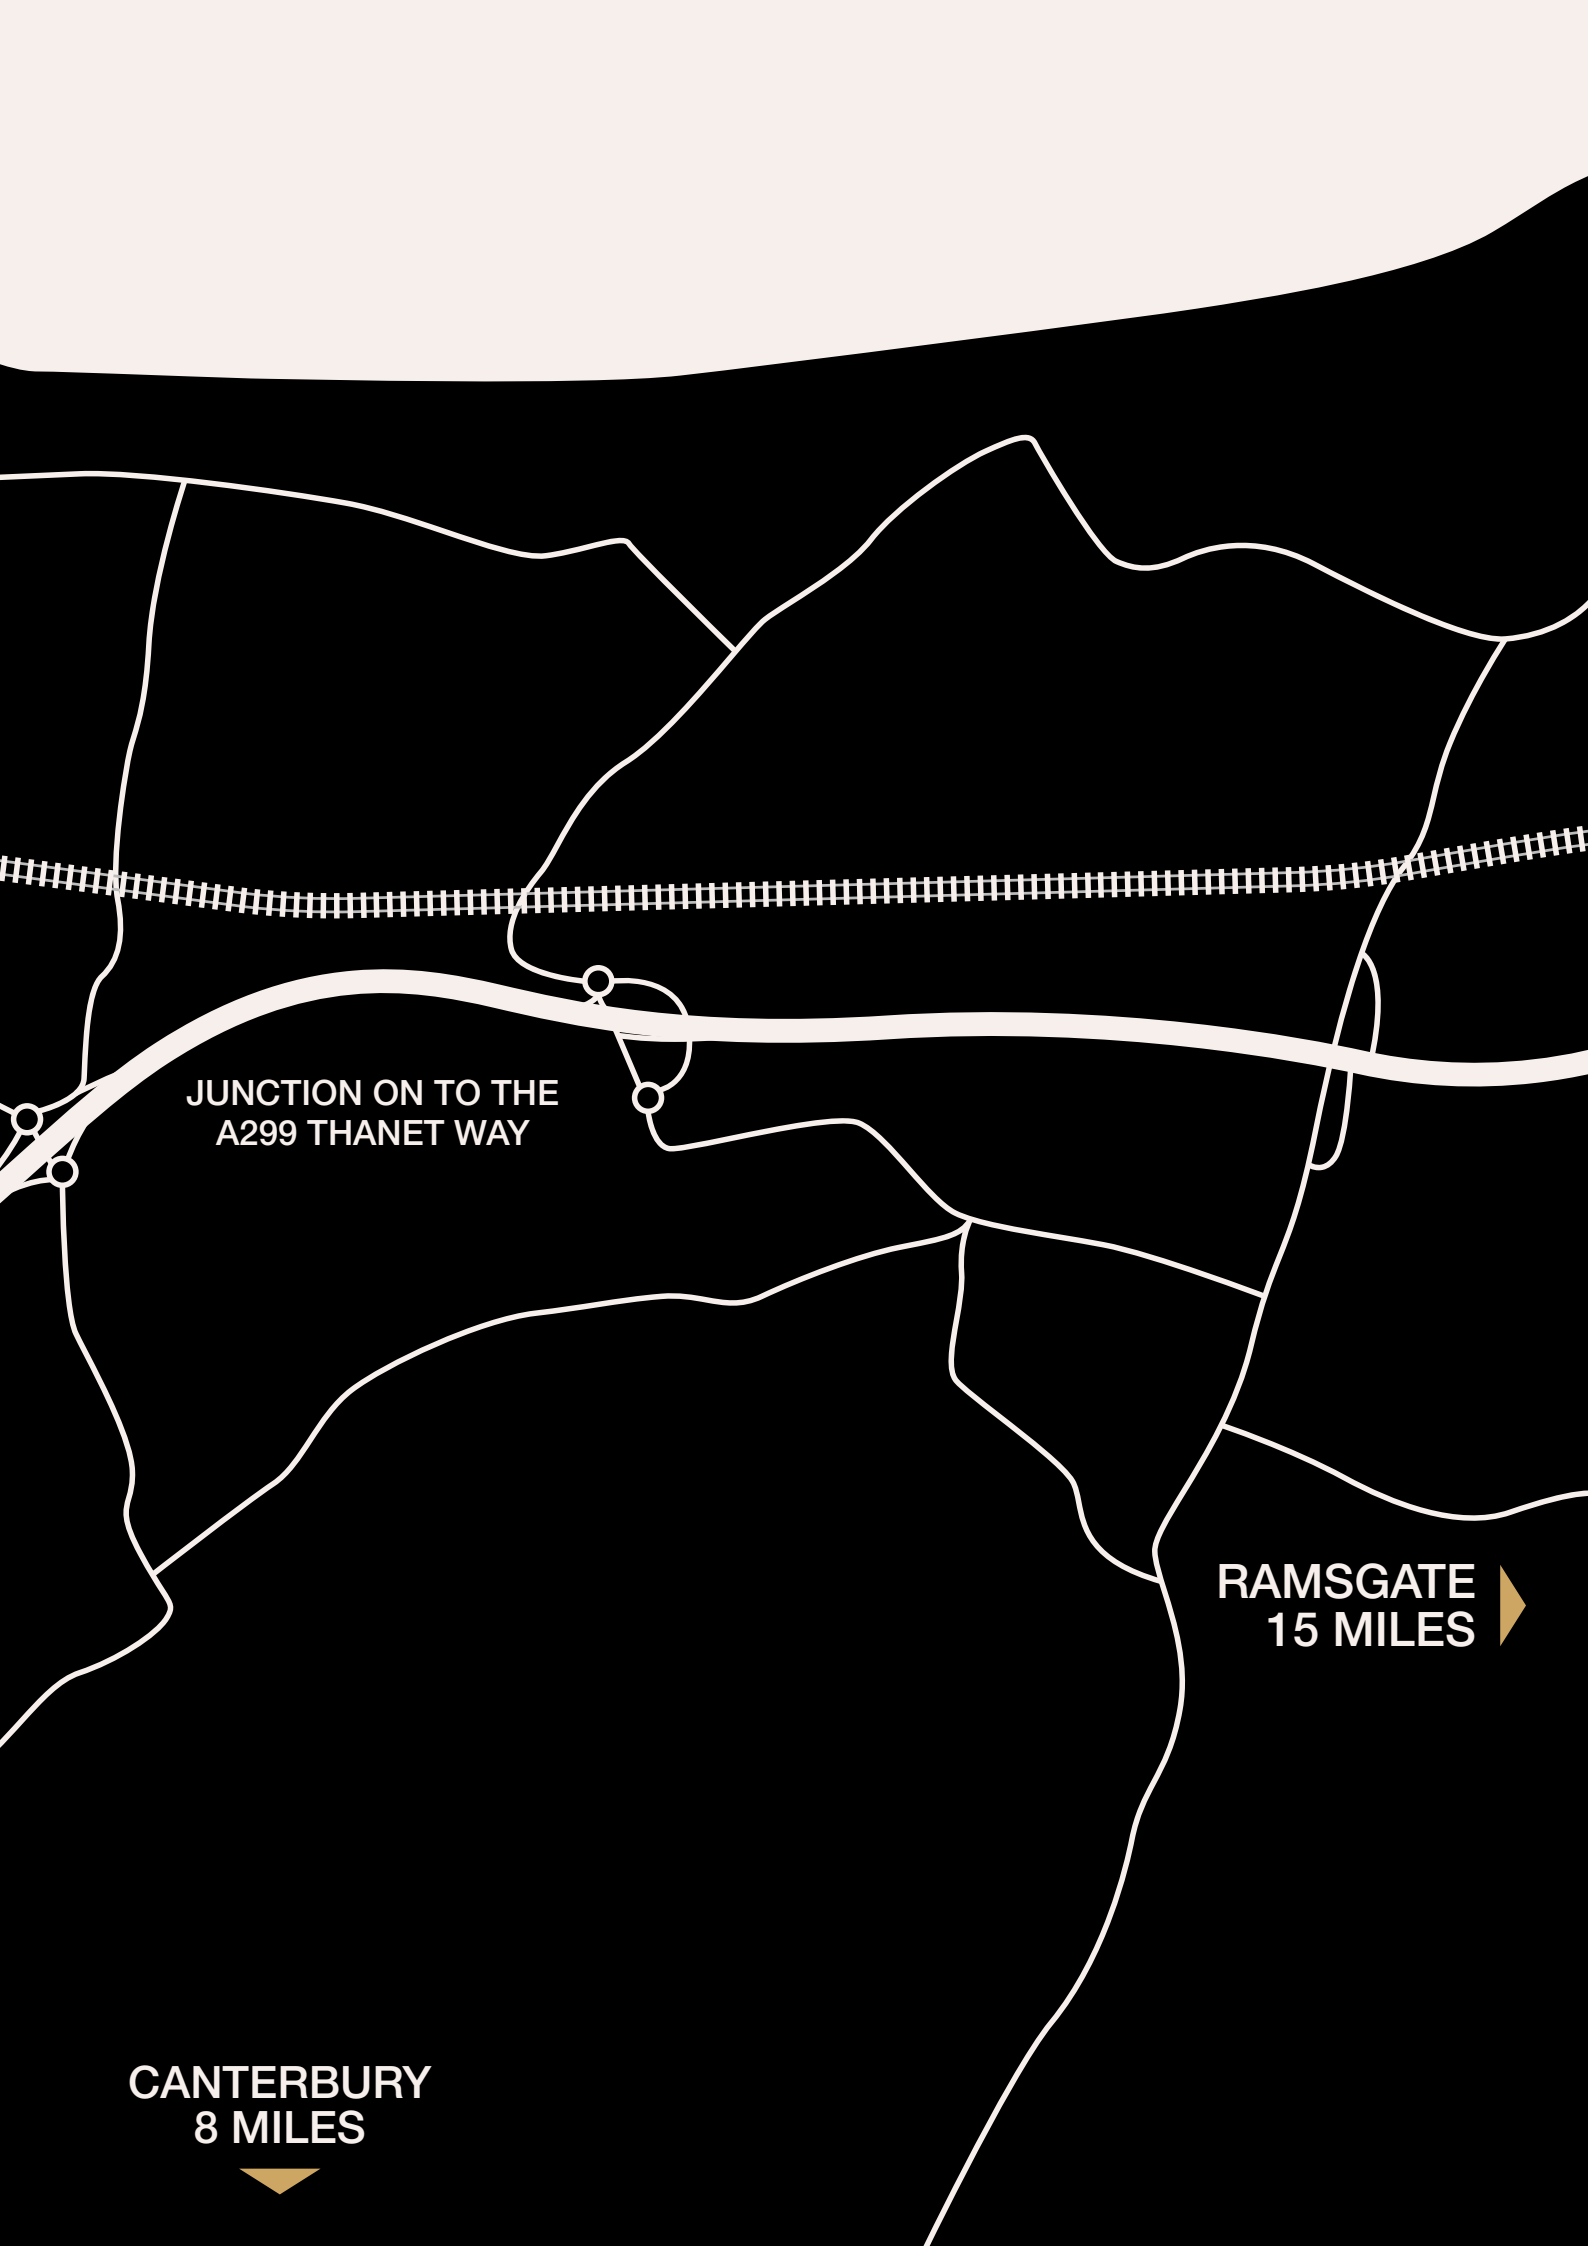 JUNCTION ON TO THE
A299 THANET WAY
RAMSGATE
15 MILES
CANTERBURY
8 MILES